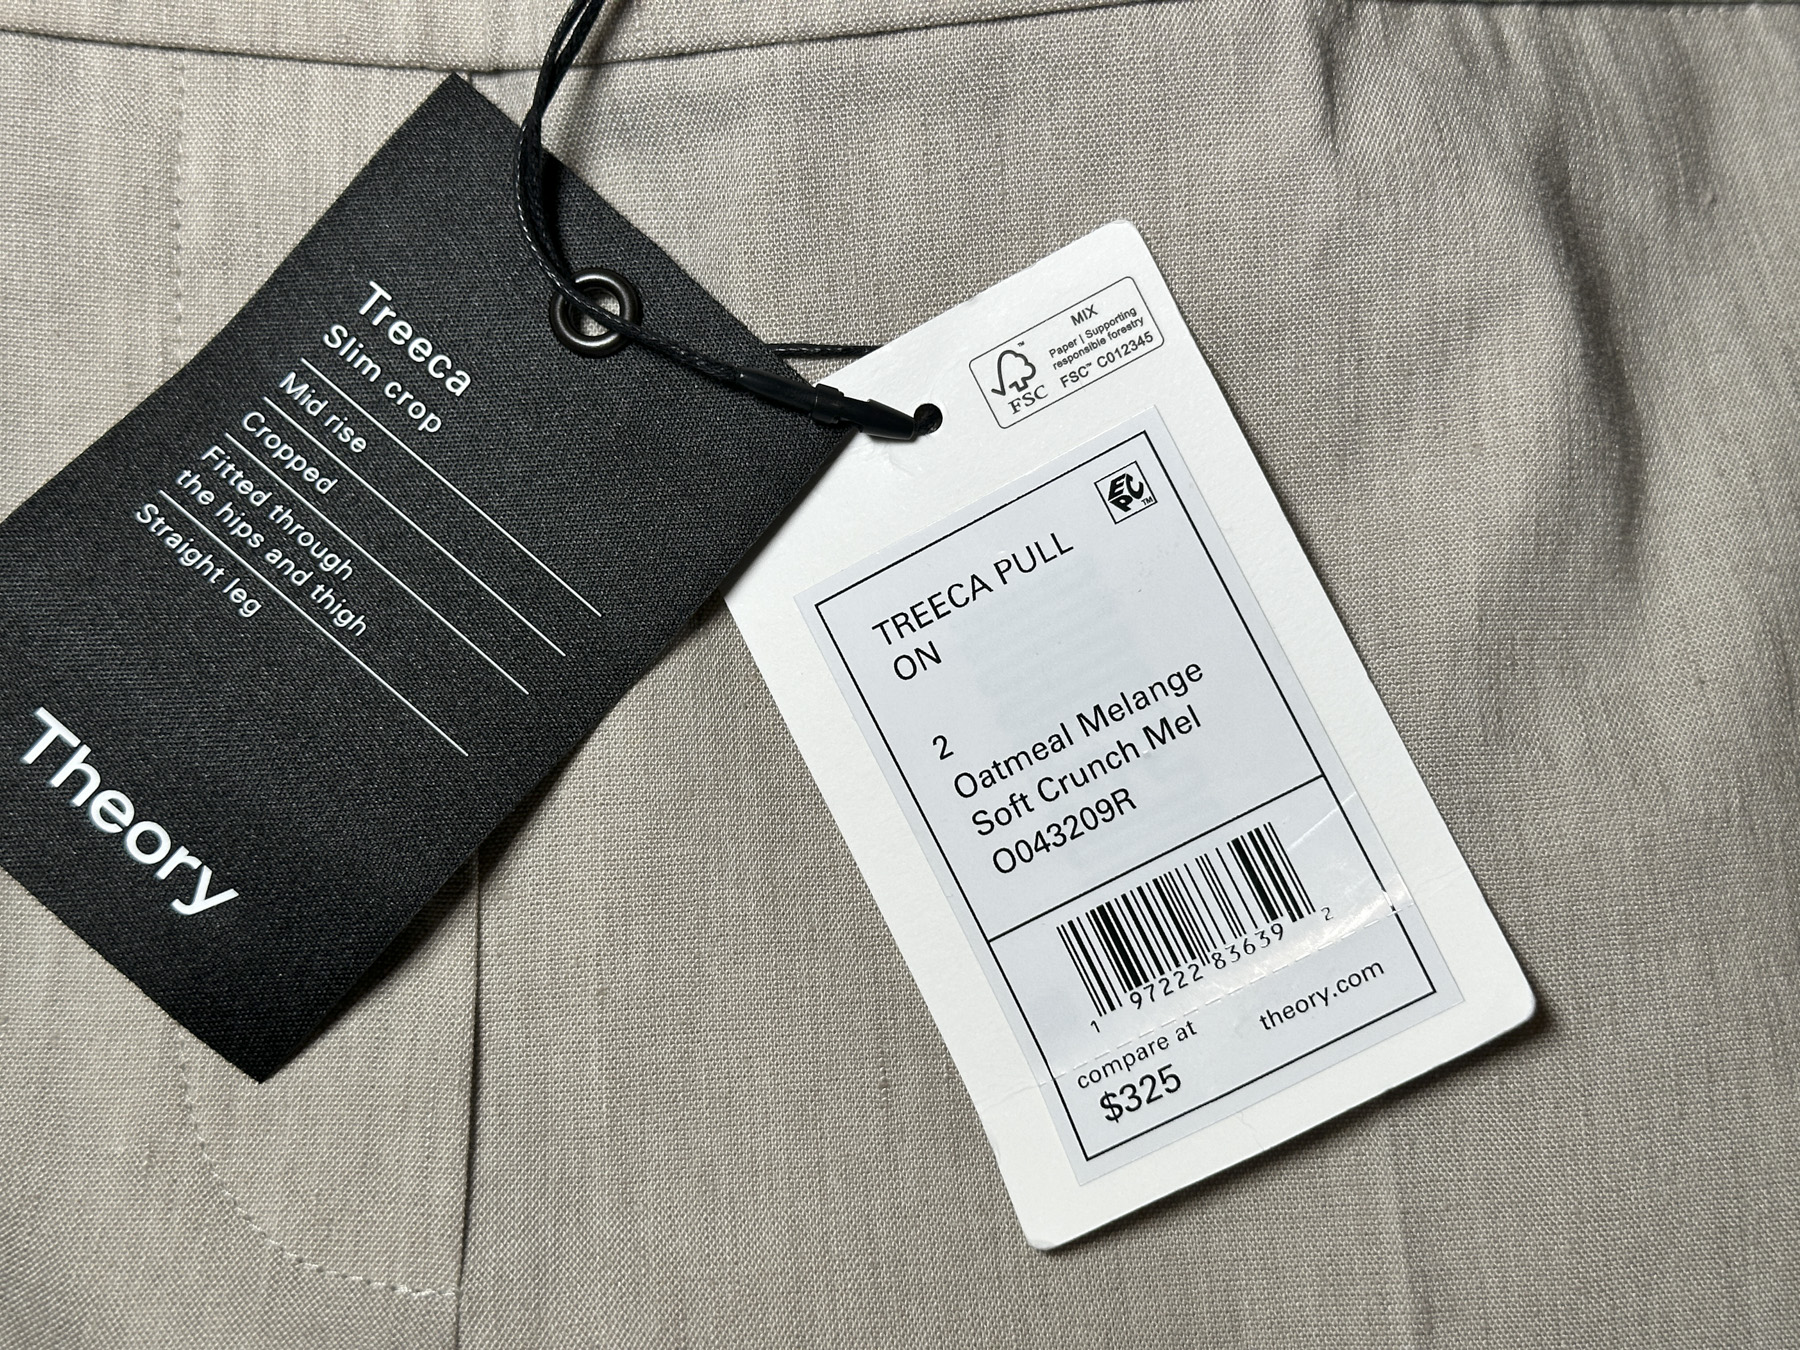 Treeca
Slim crop
Mid rise
Cropped
Fitted through
the hips and thigh
Straight leg
Theory
MIX
Paper | Supporting
responsible forestry
FSC™ C012345
™
FSC
EPC™
TREECA PULL
ON
2
Oatmeal Melange
Soft Crunch Mel
O043209R
1 97222 83639 2
compare at
$325
theory.com